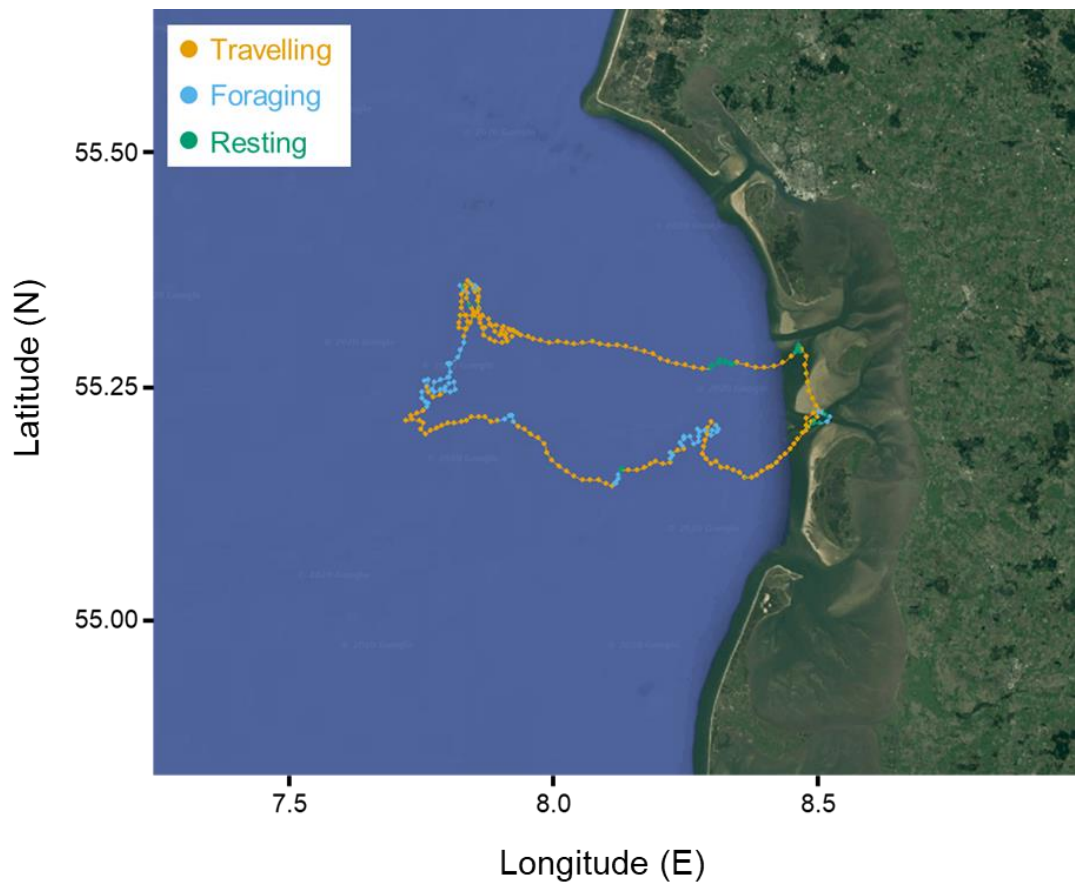 Travelling
Foraging
Resting
55.50
55.25
55.00
Latitude (N)
7.5
8.0
8.5
Longitude (E)